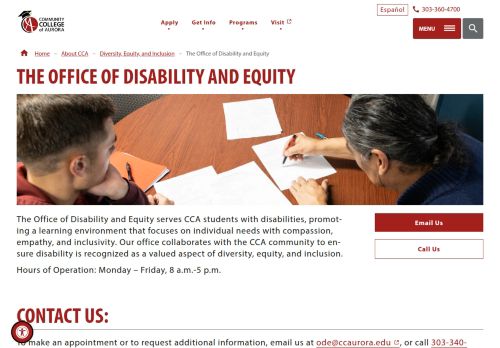 COMMUNITY
COLLEGE
of AURORA
Apply
Get Info
Programs
Visit
Español
303-360-4700
MENU
Home – About CCA – Diversity, Equity, and Inclusion – The Office of Disability and Equity
THE OFFICE OF DISABILITY AND EQUITY
The Office of Disability and Equity serves CCA students with disabilities, promot-
ing a learning environment that focuses on individual needs with compassion,
empathy, and inclusivity. Our office collaborates with the CCA community to en-
sure disability is recognized as a valued aspect of diversity, equity, and inclusion.
Hours of Operation: Monday – Friday, 8 a.m.-5 p.m.
Email Us
Call Us
CONTACT US:
To make an appointment or to request additional information, email us at ode@ccaurora.edu, or call 303-340-